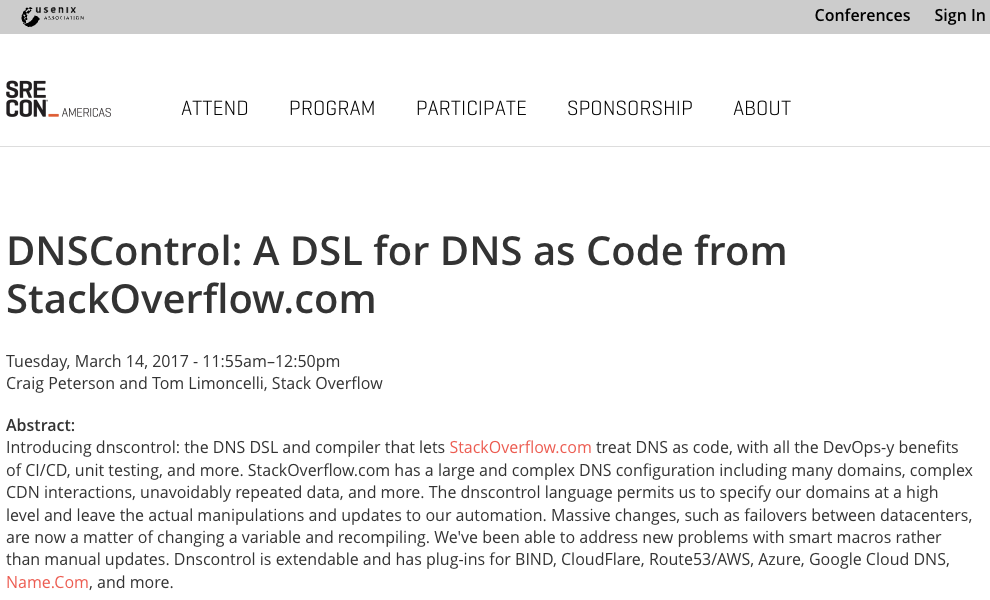 usenix
ASSOCIATION
Conferences Sign In
SRE
CON_AMERICAS
ATTEND PROGRAM PARTICIPATE SPONSORSHIP ABOUT
DNSControl: A DSL for DNS as Code from
StackOverflow.com
Tuesday, March 14, 2017 - 11:55am–12:50pm
Craig Peterson and Tom Limoncelli, Stack Overflow
Abstract:
Introducing dnscontrol: the DNS DSL and compiler that lets StackOverflow.com treat DNS as code, with all the DevOps-y benefits
of CI/CD, unit testing, and more. StackOverflow.com has a large and complex DNS configuration including many domains, complex
CDN interactions, unavoidably repeated data, and more. The dnscontrol language permits us to specify our domains at a high
level and leave the actual manipulations and updates to our automation. Massive changes, such as failovers between datacenters,
are now a matter of changing a variable and recompiling. We've been able to address new problems with smart macros rather
than manual updates. Dnscontrol is extendable and has plug-ins for BIND, CloudFlare, Route53/AWS, Azure, Google Cloud DNS,
Name.Com, and more.